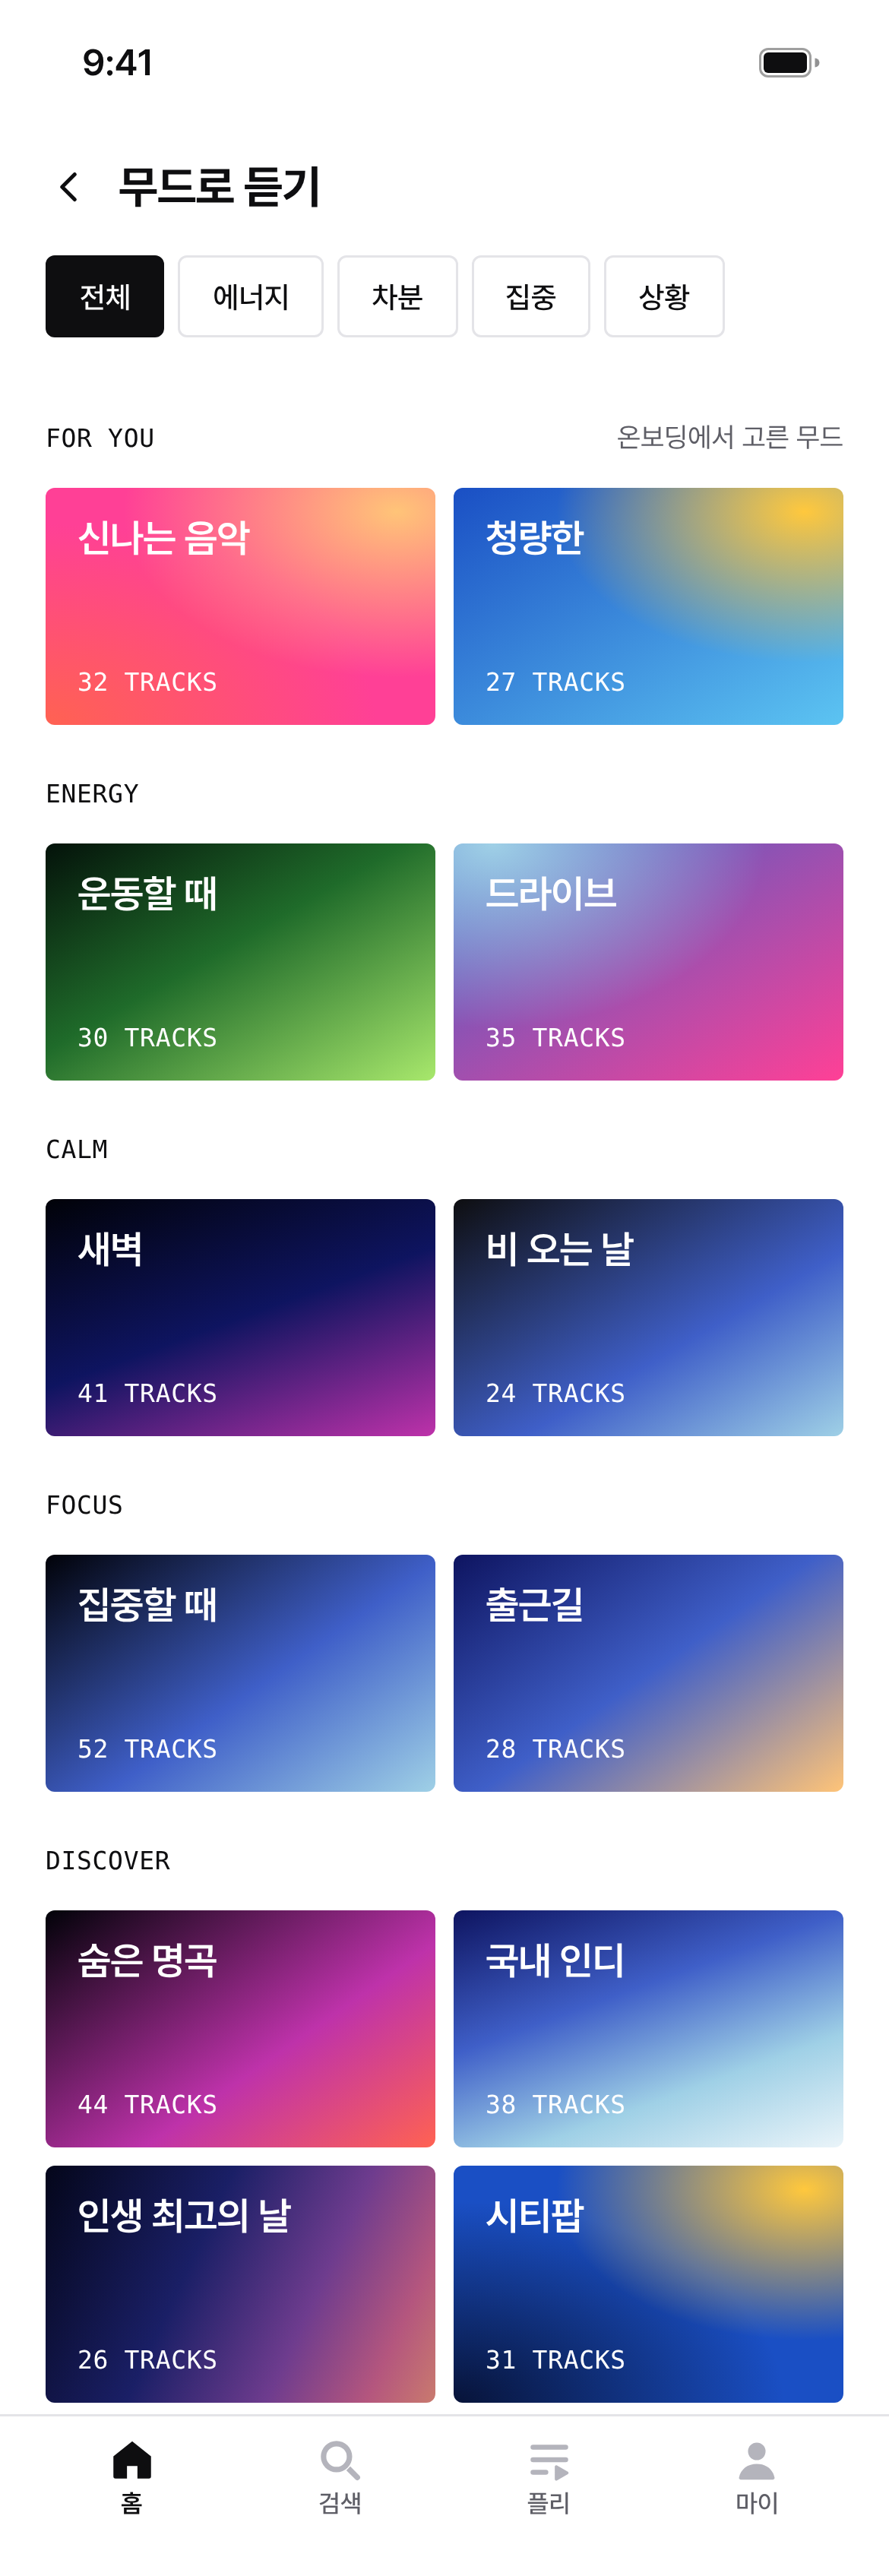 9:41
무드로 듣기
전체 에너지 차분 집중 상황
FOR YOU 온보딩에서 고른 무드
신나는 음악 청량한
32 TRACKS 27 TRACKS
ENERGY
운동할 때 드라이브
30 TRACKS 35 TRACKS
CALM
새벽 비 오는 날
41 TRACKS 24 TRACKS
FOCUS
집중할 때 출근길
52 TRACKS 28 TRACKS
DISCOVER
숨은 명곡 국내 인디
44 TRACKS 38 TRACKS
인생 최고의 날 시티팝
26 TRACKS 31 TRACKS
홈 검색 플리 마이